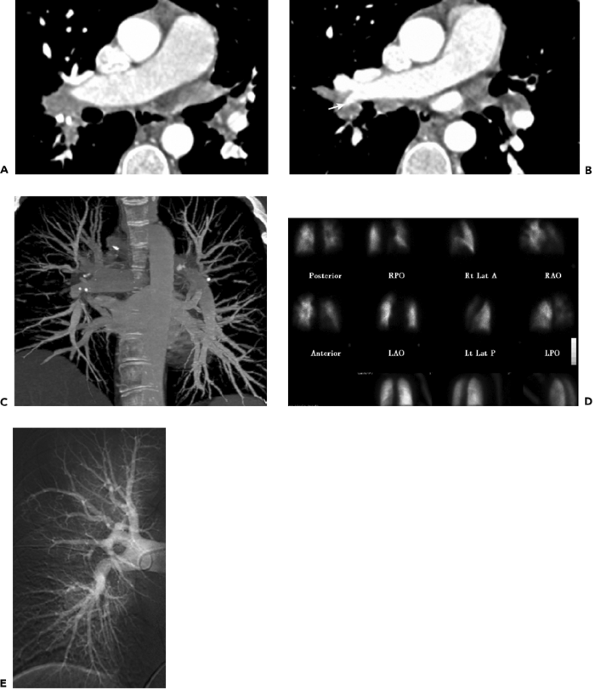 A
B
C
Posterior RPO Rt Lat A RAO
Anterior LAO Lt Lat P LPO
D
E